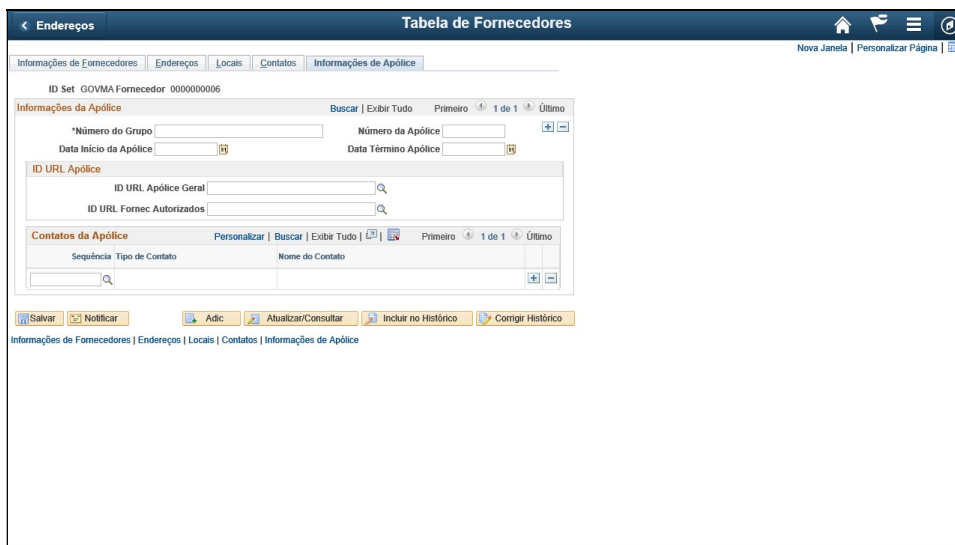 Endereços
Tabela de Fornecedores
Nova Janela | Personalizar Página |
Informações de Fornecedores Endereços Locais Contatos Informações de Apólice
ID Set GOVMA Fornecedor 0000000006
Informações da Apólice Buscar | Exibir Tudo Primeiro 1 de 1 Último
*Número do Grupo Número da Apólice
Data Início da Apólice Data Término Apólice
ID URL Apólice
ID URL Apólice Geral
ID URL Fornec Autorizados
Contatos da Apólice Personalizar | Buscar | Exibir Tudo | | Primeiro 1 de 1 Último
Sequência Tipo de Contato Nome do Contato
Salvar Notificar Adic Atualizar/Consultar Incluir no Histórico Corrigir Histórico
Informações de Fornecedores | Endereços | Locais | Contatos | Informações de Apólice